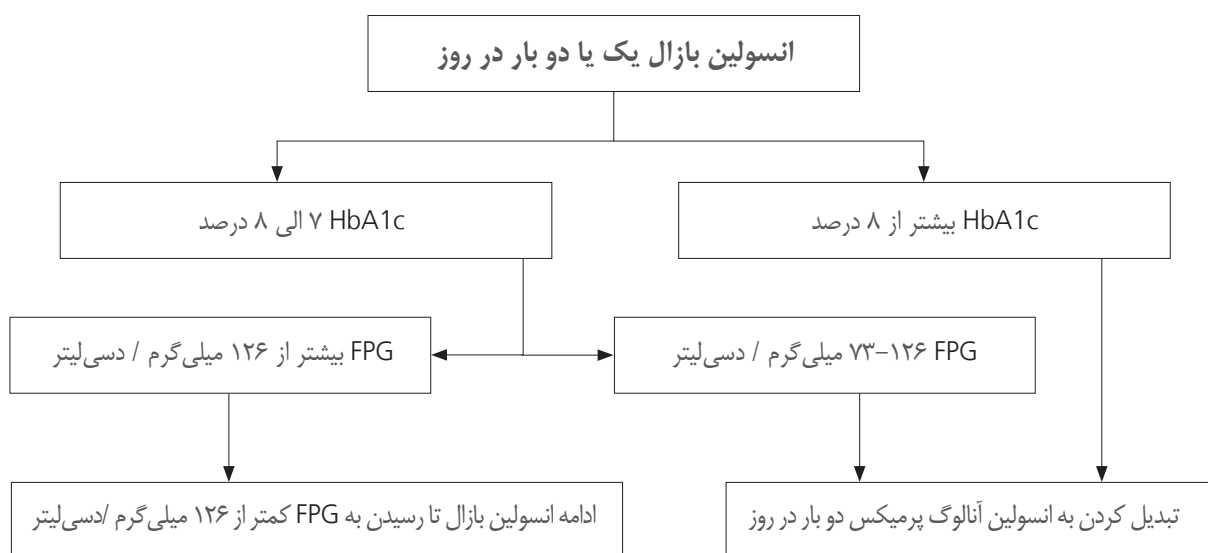 انسولین بازال یک یا دو بار در روز
HbA1c بیشتر از ۸ درصد
HbA1c ۷ الی ۸ درصد
FPG ۷۳-۱۲۶ میلی‌گرم / دسی‌لیتر
FPG بیشتر از ۱۲۶ میلی‌گرم / دسی‌لیتر
تبدیل کردن به انسولین آنالوگ پرمیکس دو بار در روز
ادامه انسولین بازال تا رسیدن به FPG کمتر از ۱۲۶ میلی‌گرم /دسی‌لیتر